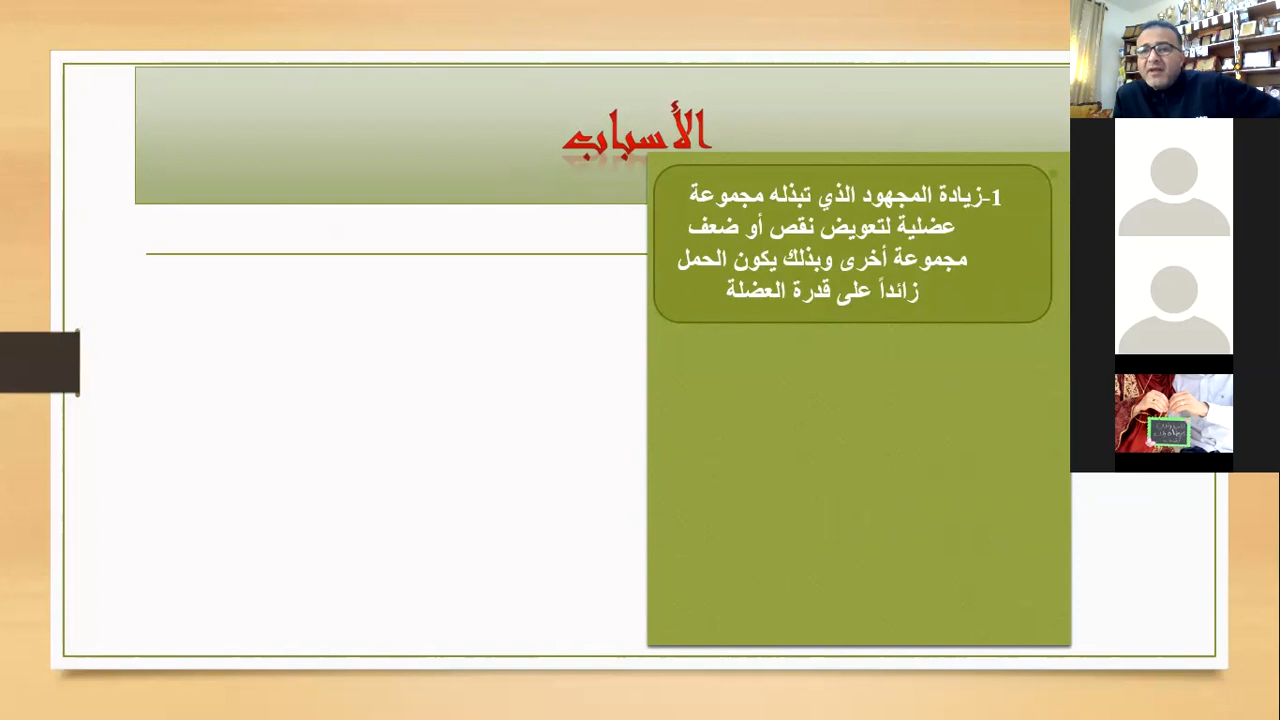 الأسباب
1-زيادة المجهود الذي تبذله مجموعة
عضلية لتعويض نقص أو ضعف
مجموعة أخرى وبذلك يكون الحمل
زائداً على قدرة العضلة